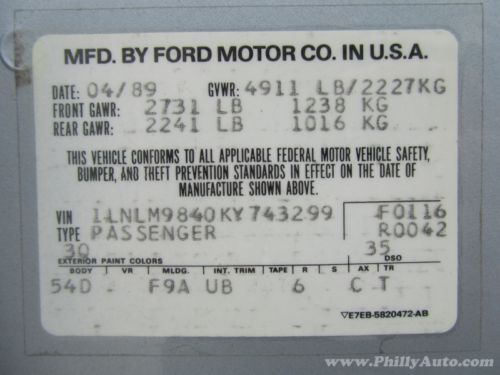 MFD. BY FORD MOTOR CO. IN U.S.A.
DATE: 04/89 GVWR: 4911 LB/2227KG
FRONT GAWR: 2731 LB 1238 KG
REAR GAWR: 2241 LB 1016 KG
THIS VEHICLE CONFORMS TO ALL APPLICABLE FEDERAL MOTOR VEHICLE SAFETY,
BUMPER, AND THEFT PREVENTION STANDARDS IN EFFECT ON THE DATE OF
MANUFACTURE SHOWN ABOVE.
VIN 1LNLM9840KY743299 F0116
TYPE PASSENGER R0042
30 35
EXTERIOR PAINT COLORS DSO
BODY VR MLDG. INT. TRIM TAPE R S AX TR
54D F9A UB 6 C T
▽E7EB-5820472-AB
www.PhillyAuto.com